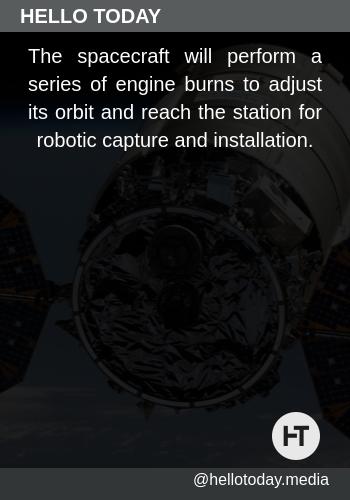 HELLO TODAY
The spacecraft will perform a
series of engine burns to adjust
its orbit and reach the station for
robotic capture and installation.
HT
@hellotoday.media